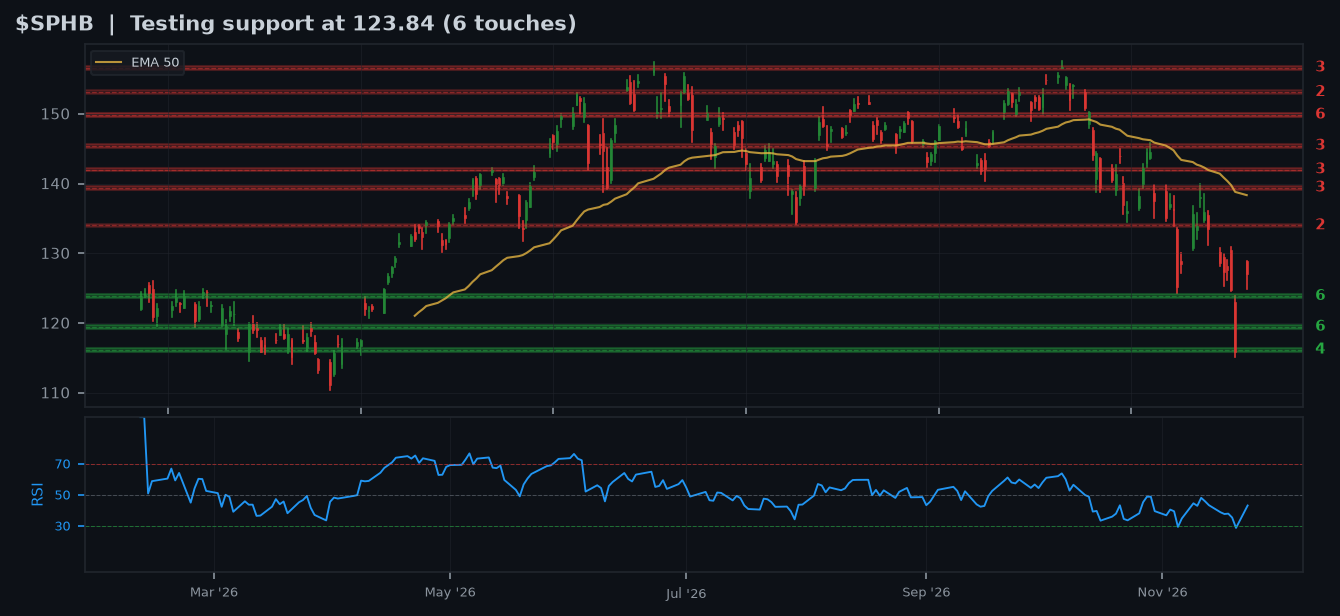 $SPHB | Testing support at 123.84 (6 touches)
EMA 50
150
140
130
120
110
3
2
6
3
3
3
2
6
6
4
RSI
70
50
30
Mar '26
May '26
Jul '26
Sep '26
Nov '26